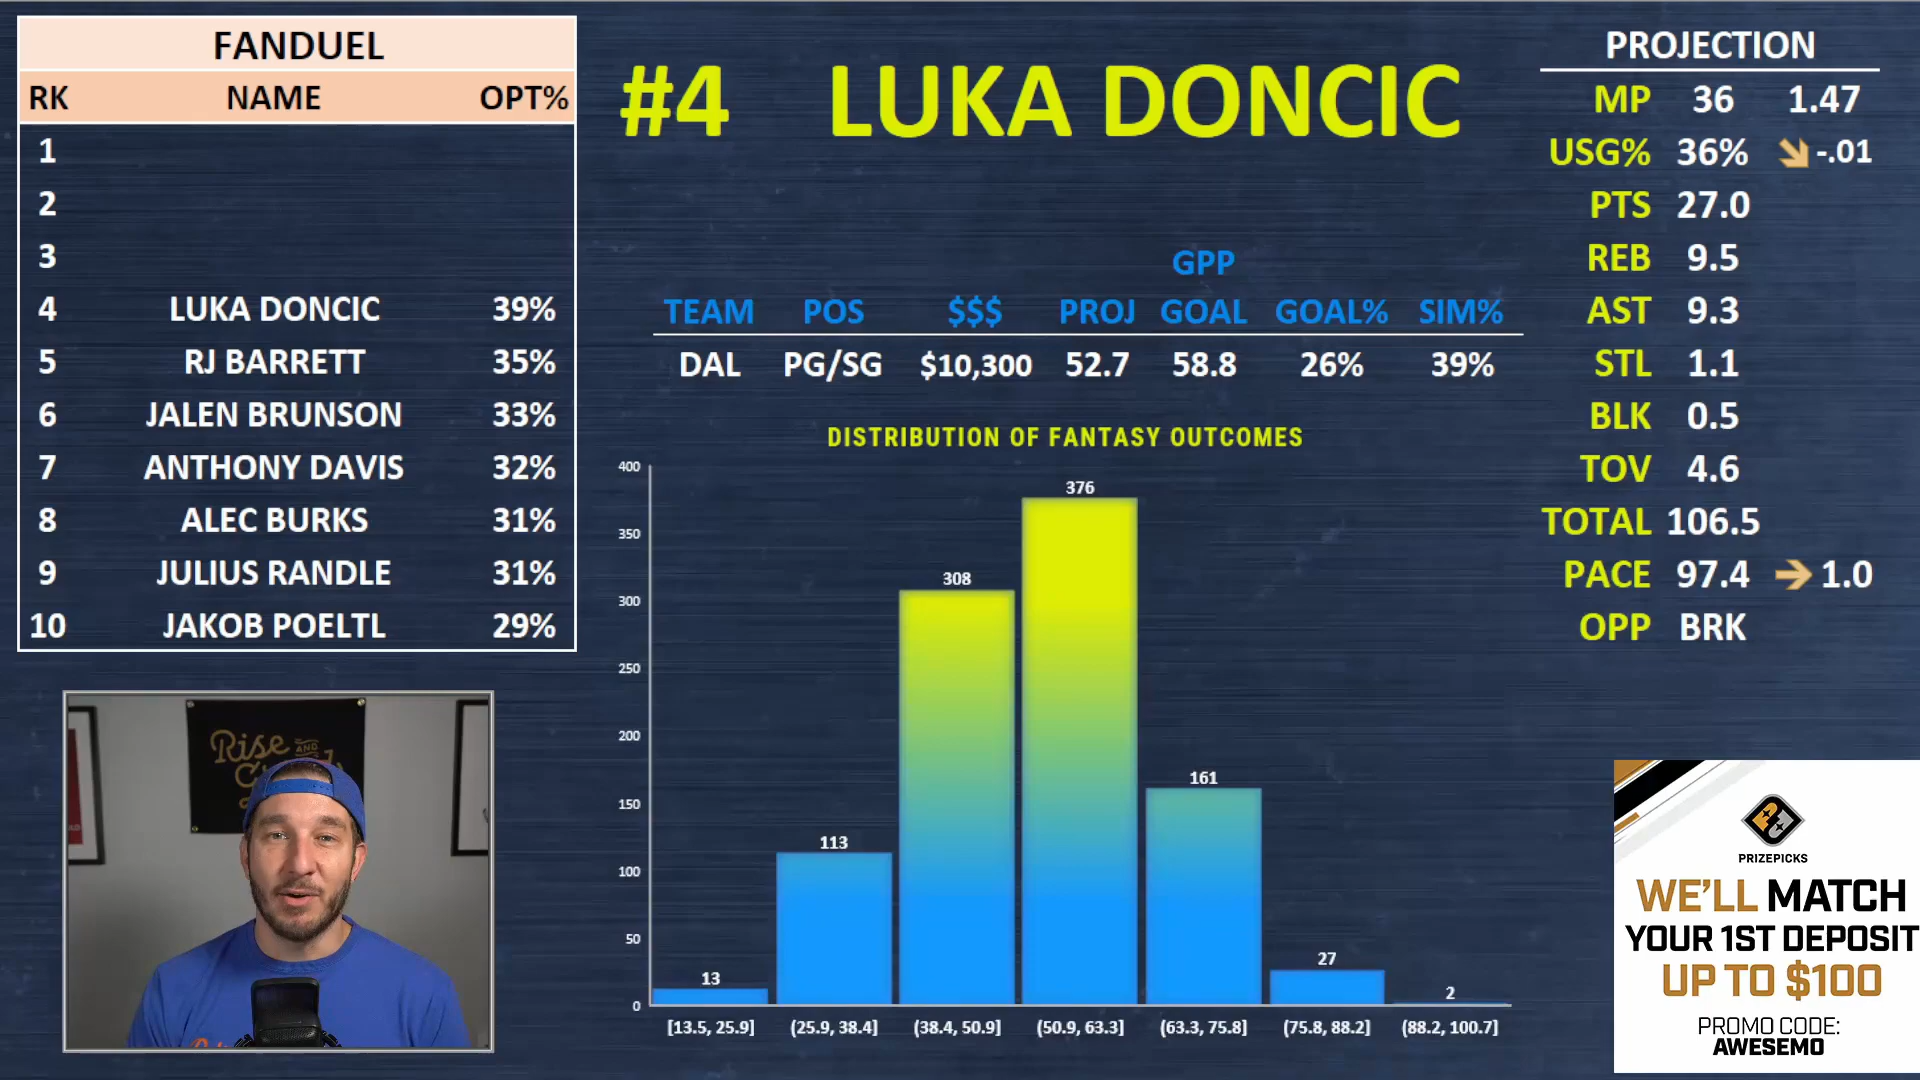 FANDUEL
RK NAME OPT%
1
2
3
4 LUKA DONCIC 39%
5 RJ BARRETT 35%
6 JALEN BRUNSON 33%
7 ANTHONY DAVIS 32%
8 ALEC BURKS 31%
9 JULIUS RANDLE 31%
10 JAKOB POELTL 29%
#4 LUKA DONCIC
GPP
TEAM POS $$$ PROJ GOAL GOAL% SIM%
DAL PG/SG $10,300 52.7 58.8 26% 39%
DISTRIBUTION OF FANTASY OUTCOMES
400
350
300
250
200
150
100
50
0
13
113
308
376
161
27
2
[13.5, 25.9] (25.9, 38.4] (38.4, 50.9] (50.9, 63.3] (63.3, 75.8] (75.8, 88.2] (88.2, 100.7]
PROJECTION
MP 36 1.47
USG% 36% -.01
PTS 27.0
REB 9.5
AST 9.3
STL 1.1
BLK 0.5
TOV 4.6
TOTAL 106.5
PACE 97.4 1.0
OPP BRK
Rise AND
PRIZEPICKS
WE'LL MATCH
YOUR 1ST DEPOSIT
UP TO $100
PROMO CODE:
AWESEMO